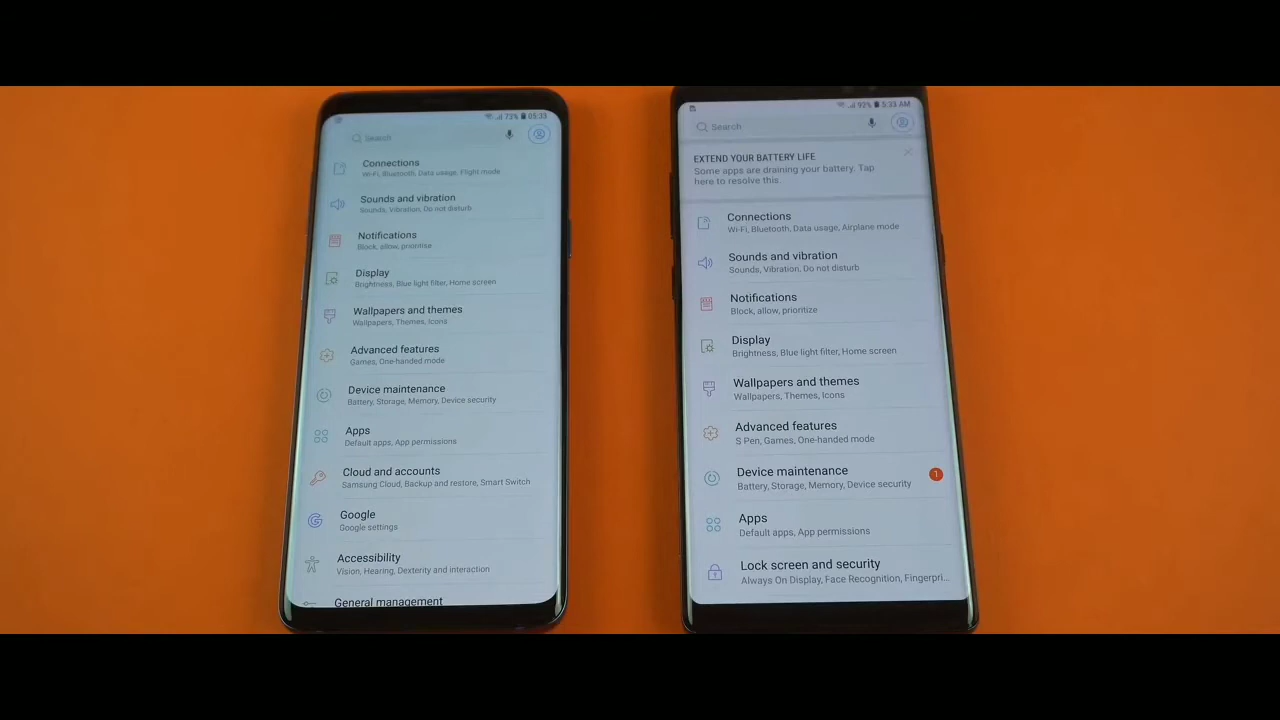 73% 05:33
Search
Connections
Wi-Fi, Bluetooth, Data usage, Flight mode
Sounds and vibration
Sounds, Vibration, Do not disturb
Notifications
Block, allow, prioritise
Display
Brightness, Blue light filter, Home screen
Wallpapers and themes
Wallpapers, Themes, Icons
Advanced features
Games, One-handed mode
Device maintenance
Battery, Storage, Memory, Device security
Apps
Default apps, App permissions
Cloud and accounts
Samsung Cloud, Backup and restore, Smart Switch
Google
Google settings
Accessibility
Vision, Hearing, Dexterity and interaction
General management
92% 5:33 AM
Search
EXTEND YOUR BATTERY LIFE
Some apps are draining your battery. Tap
here to resolve this.
Connections
Wi-Fi, Bluetooth, Data usage, Airplane mode
Sounds and vibration
Sounds, Vibration, Do not disturb
Notifications
Block, allow, prioritize
Display
Brightness, Blue light filter, Home screen
Wallpapers and themes
Wallpapers, Themes, Icons
Advanced features
S Pen, Games, One-handed mode
Device maintenance
1
Battery, Storage, Memory, Device security
Apps
Default apps, App permissions
Lock screen and security
Always On Display, Face Recognition, Fingerpri...